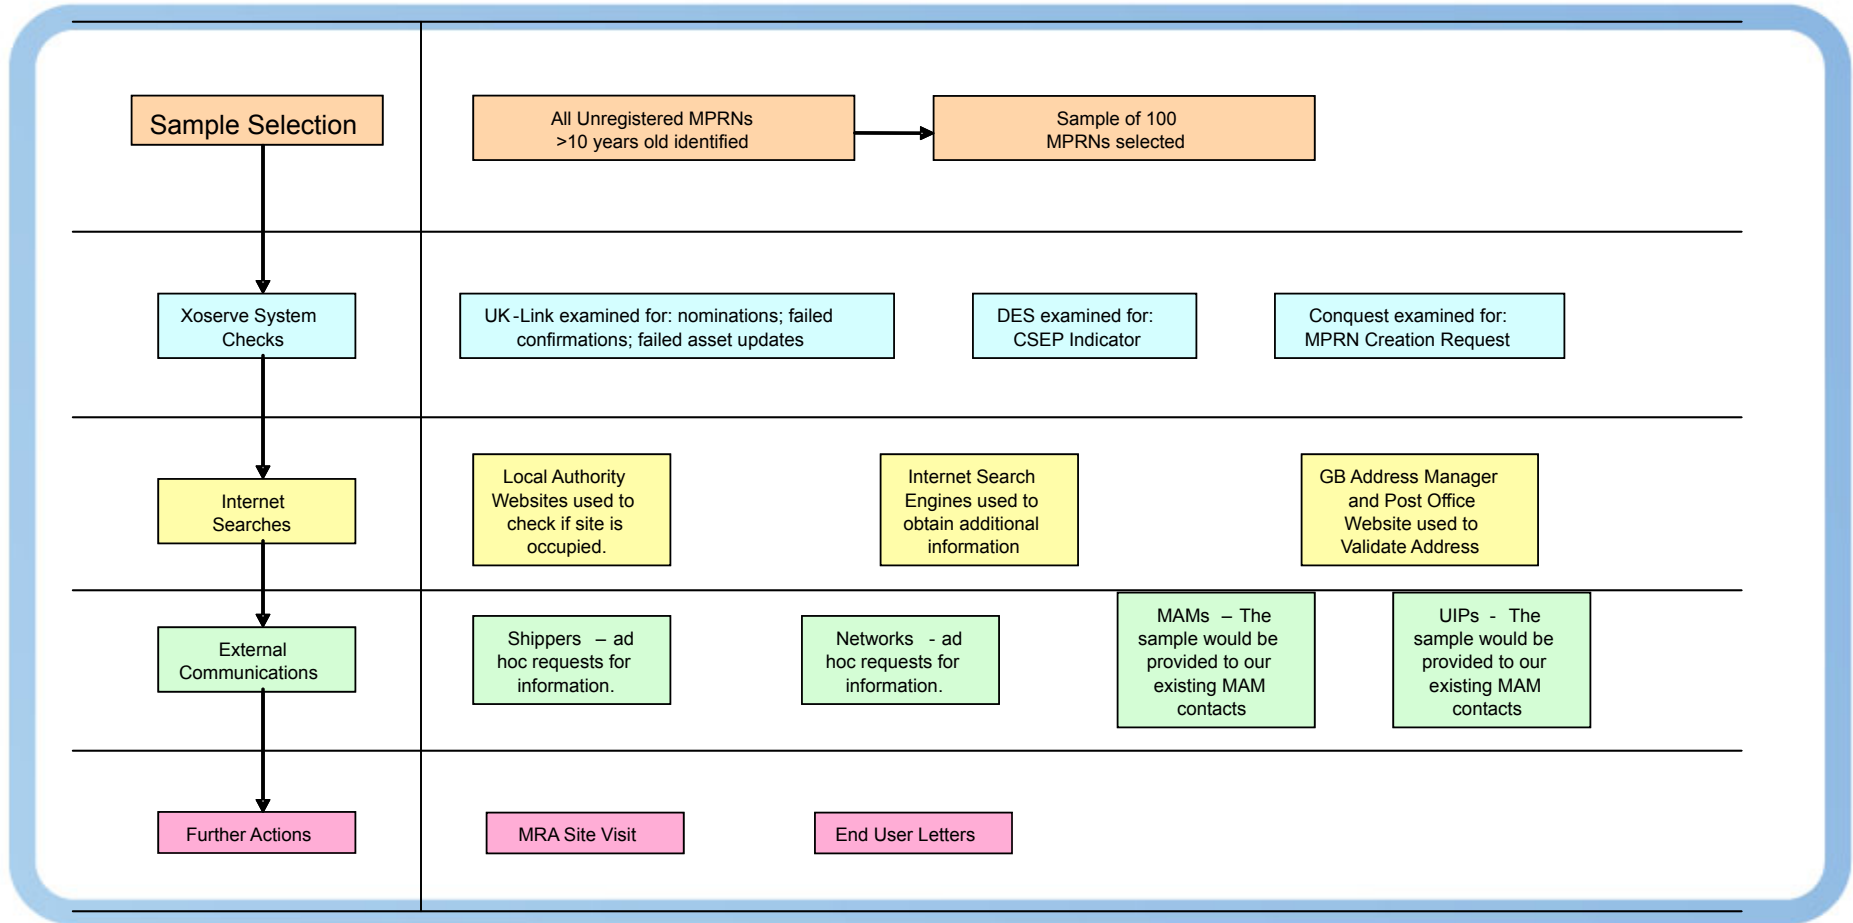 Sample Selection
All Unregistered MPRNs
>10 years old identified
Sample of 100
MPRNs selected
Xoserve System
Checks
UK-Link examined for: nominations; failed
confirmations; failed asset updates
DES examined for:
CSEP Indicator
Conquest examined for:
MPRN Creation Request
Internet
Searches
Local Authority
Websites used to
check if site is
occupied.
Internet Search
Engines used to
obtain additional
information
GB Address Manager
and Post Office
Website used to
Validate Address
External
Communications
Shippers – ad
hoc requests for
information.
Networks - ad
hoc requests for
information.
MAMs – The
sample would be
provided to our
existing MAM
contacts
UIPs - The
sample would be
provided to our
existing MAM
contacts
Further Actions
MRA Site Visit
End User Letters